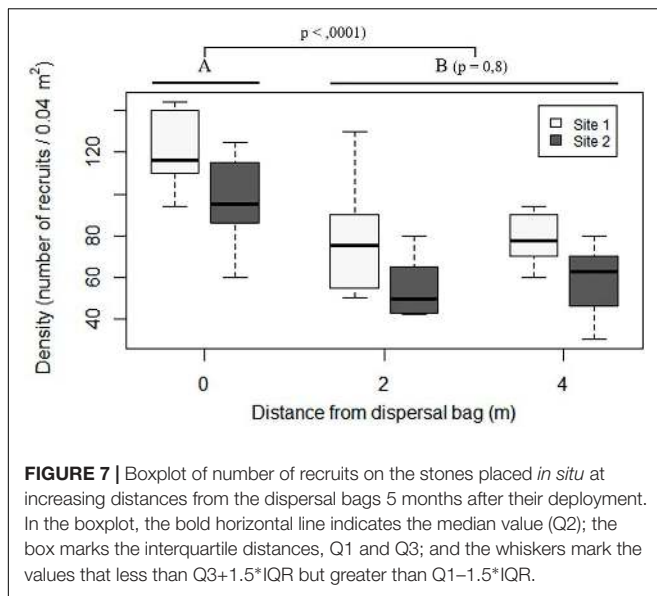 p < ,0001)
A
B (p = 0,8)
Density (number of recruits / 0.04 m²)
120
80
60
40
Site 1
Site 2
0
2
4
Distance from dispersal bag (m)
FIGURE 7 | Boxplot of number of recruits on the stones placed in situ at
increasing distances from the dispersal bags 5 months after their deployment.
In the boxplot, the bold horizontal line indicates the median value (Q2); the
box marks the interquartile distances, Q1 and Q3; and the whiskers mark the
values that less than Q3+1.5*IQR but greater than Q1–1.5*IQR.